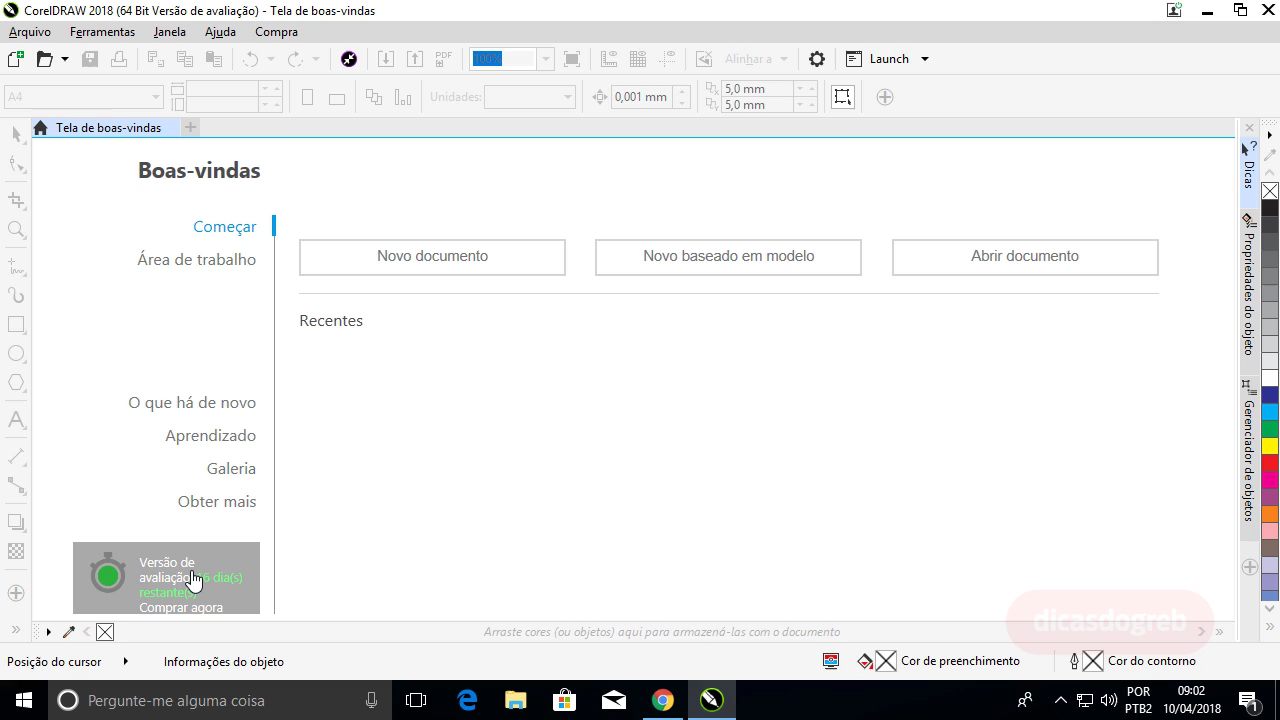 CorelDRAW 2018 (64 Bit Versão de avaliação) - Tela de boas-vindas
Arquivo Ferramentas Janela Ajuda Compra
PDF 100% Alinhar a Launch
A4 Unidades: 0,001 mm 5,0 mm
5,0 mm
Tela de boas-vindas
Boas-vindas
Começar
Área de trabalho
Novo documento Novo baseado em modelo Abrir documento
Recentes
O que há de novo
Aprendizado
Galeria
Obter mais
Versão de
avaliação dia(s)
restante(s)
Comprar agora
Dicas
Propriedades do objeto
Gerenciador de objetos
dicasdogreb
Arraste cores (ou objetos) aqui para armazená-las com o documento
Posição do cursor Informações do objeto Cor de preenchimento Cor do contorno
Pergunte-me alguma coisa
POR 09:02
PTB2 10/04/2018 1